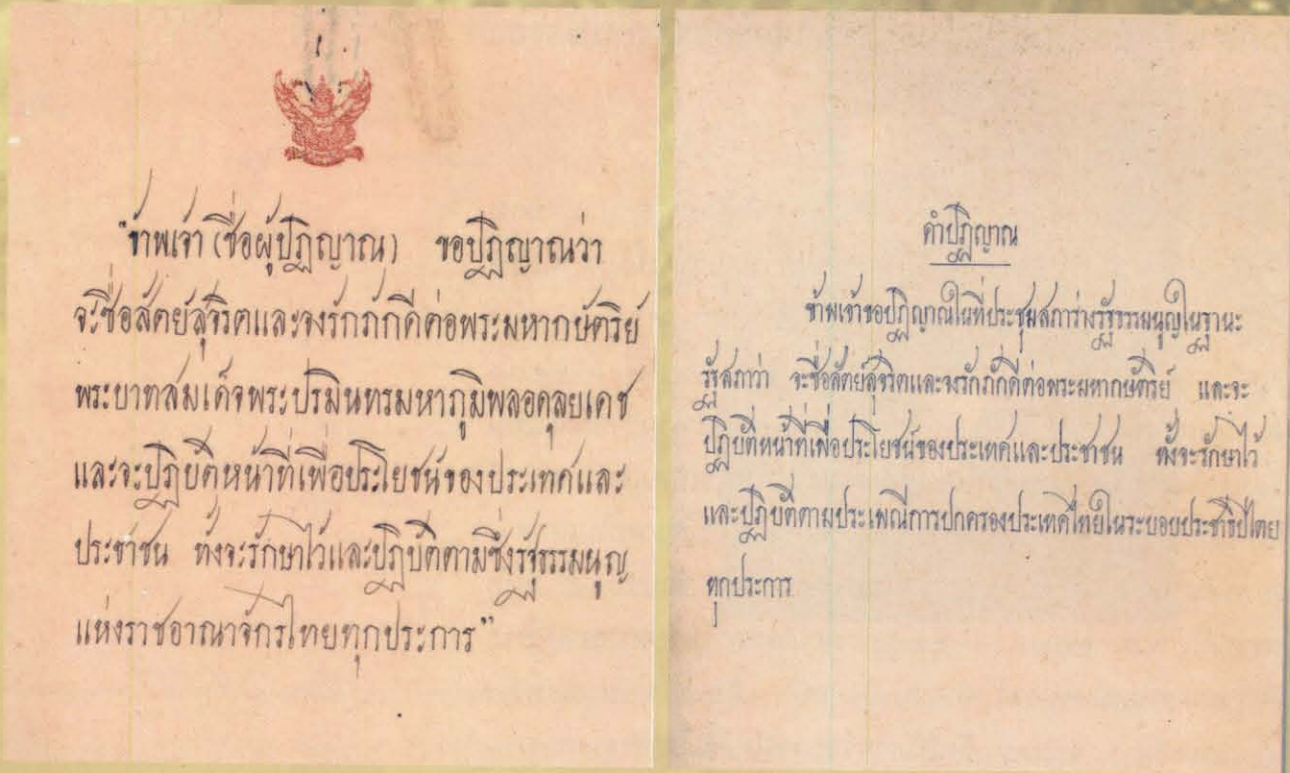 "ข้าพเจ้า (ชื่อผู้ปฏิญาณ) ขอปฏิญาณว่า
จะซื่อสัตย์สุจริตและจงรักภักดีต่อพระมหากษัตริย์
พระบาทสมเด็จพระปรมินทรมหาภูมิพลอดุลยเดช
และจะปฏิบัติหน้าที่เพื่อประโยชน์ของประเทศและ
ประชาชน ทั้งจะรักษาไว้และปฏิบัติตามซึ่งรัฐธรรมนูญ
แห่งราชอาณาจักรไทยทุกประการ"
คำปฏิญาณ
ข้าพเจ้าขอปฏิญาณในที่ประชุมสภาร่างรัฐธรรมนูญในฐานะ
รัฐสภาว่า จะซื่อสัตย์สุจริตและจงรักภักดีต่อพระมหากษัตริย์ และจะ
ปฏิบัติหน้าที่เพื่อประโยชน์ของประเทศและประชาชน ทั้งจะรักษาไว้
และปฏิบัติตามประเพณีการปกครองประเทศไทยในระบอบประชาธิปไตย
ทุกประการ